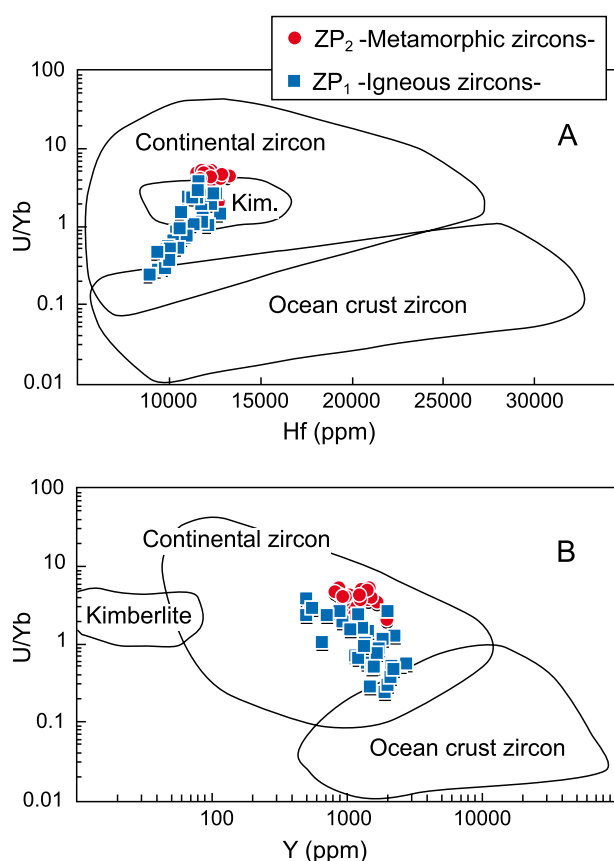 ZP₂ -Metamorphic zircons-
ZP₁ -Igneous zircons-
A
100
10
1
0.1
0.01
U/Yb
Continental zircon
Kim.
Ocean crust zircon
10000 15000 20000 25000 30000
Hf (ppm)
B
100
10
1
0.1
0.01
U/Yb
Continental zircon
Kimberlite
Ocean crust zircon
100 1000 10000
Y (ppm)